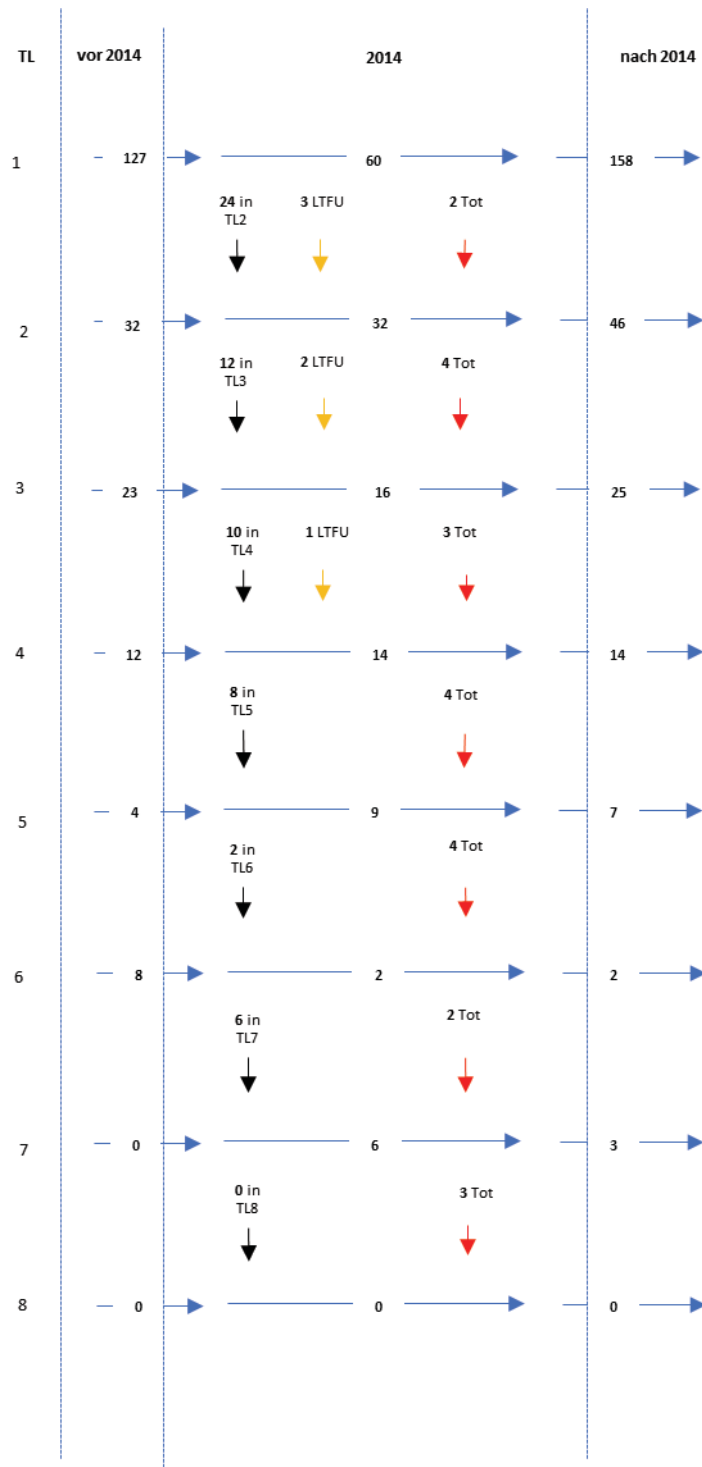 TL vor 2014 2014 nach 2014
1 127 60 158
24 in 3 LTFU 2 Tot
TL2
2 32 32 46
12 in 2 LTFU 4 Tot
TL3
3 23 16 25
10 in 1 LTFU 3 Tot
TL4
4 12 14 14
8 in 4 Tot
TL5
5 4 9 7
2 in 4 Tot
TL6
6 8 2 2
6 in 2 Tot
TL7
7 0 6 3
0 in 3 Tot
TL8
8 0 0 0